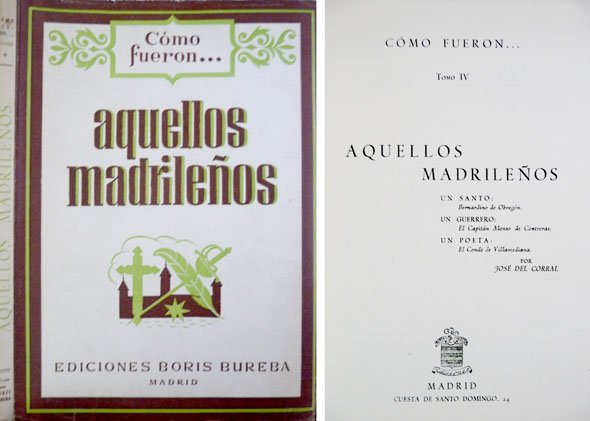 AQUELLOS MADRILEÑOS
Cómo
fueron...
aquellos
madrileños
EDICIONES BORIS BUREBA
MADRID
CÓMO FUERON...
Tomo IV
AQUELLOS
MADRILEÑOS
UN SANTO:
Bernardino de Obregón.
UN GUERRERO:
El Capitán Alonso de Contreras.
UN POETA:
El Conde de Villamediana.
POR
JOSÉ DEL CORRAL
MADRID
CUESTA DE SANTO DOMINGO, 24